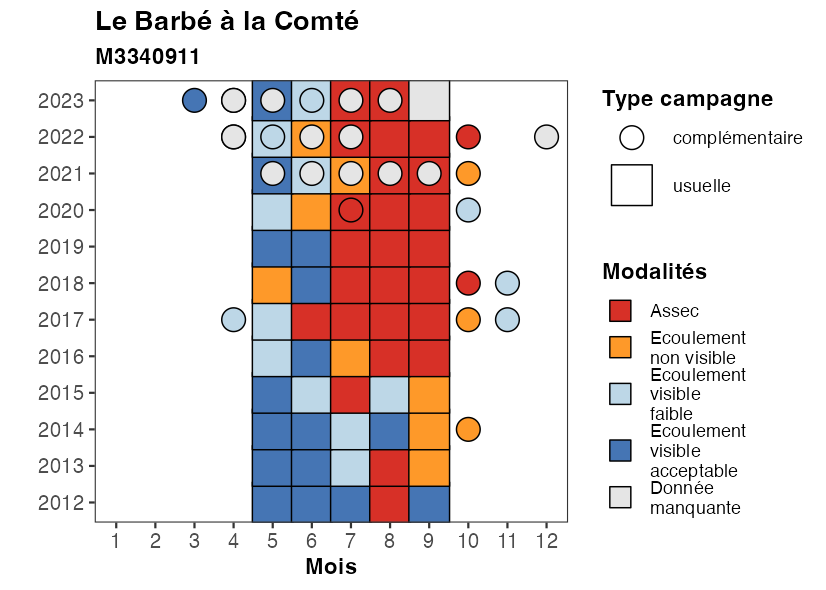 Le Barbé à la Comté
M3340911
2023
2022
2021
2020
2019
2018
2017
2016
2015
2014
2013
2012
1 2 3 4 5 6 7 8 9 10 11 12
Mois
Type campagne
complémentaire
usuelle
Modalités
Assec
Ecoulement
non visible
Ecoulement
visible
faible
Ecoulement
visible
acceptable
Donnée
manquante